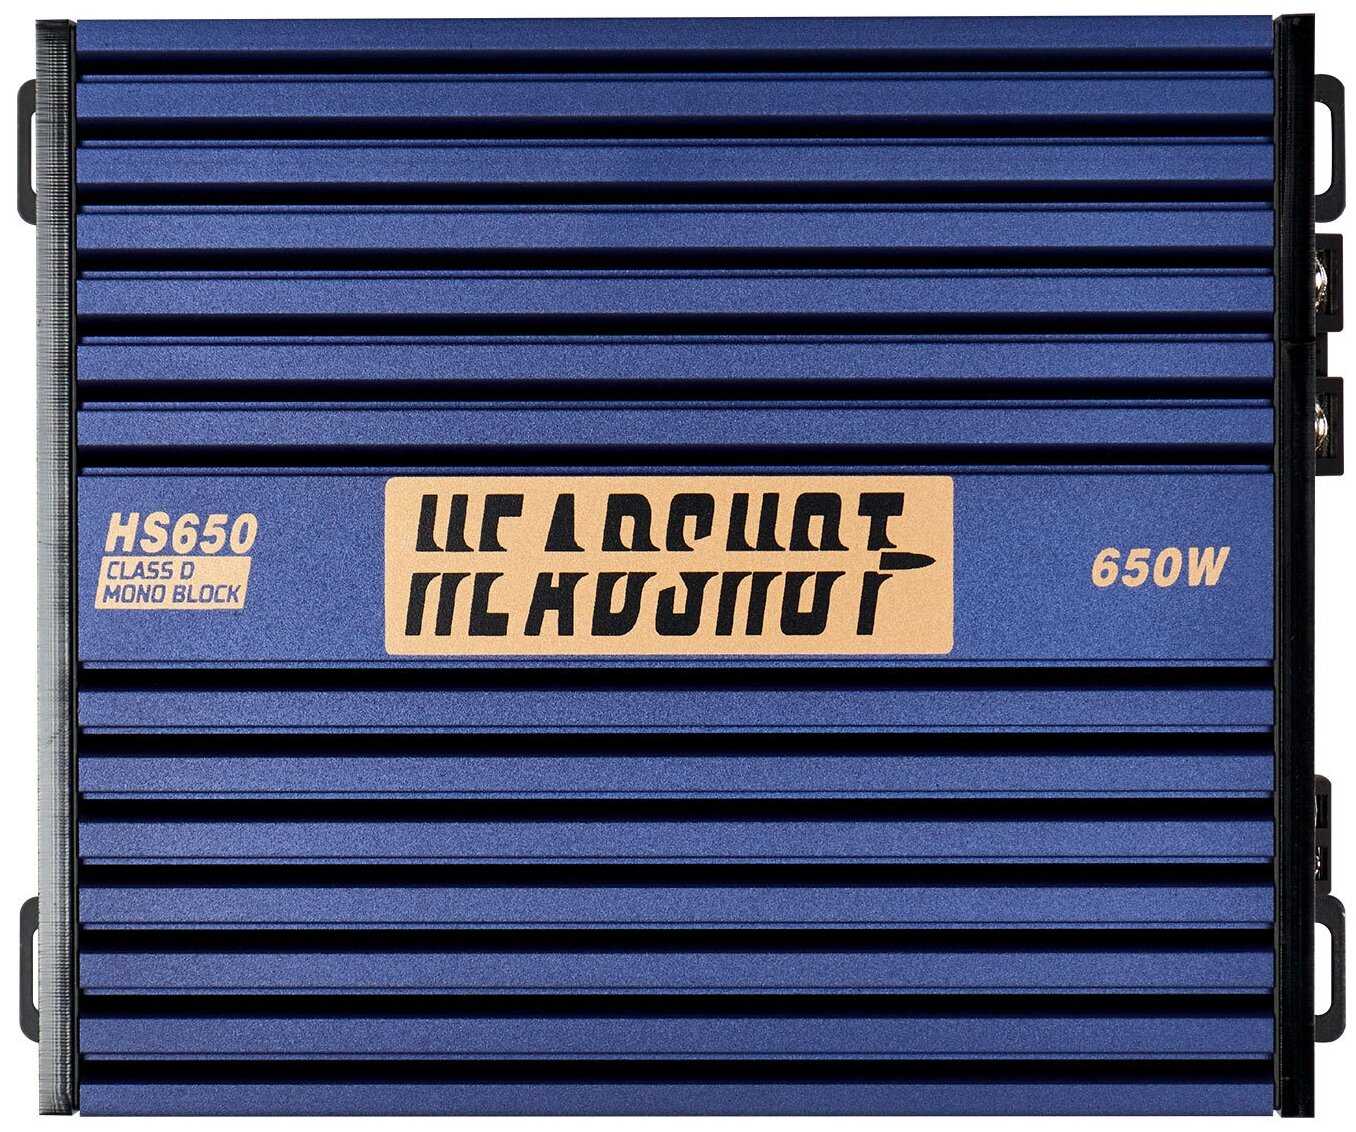 HS650
CLASS D
MONO BLOCK
HEADSHOT
650W